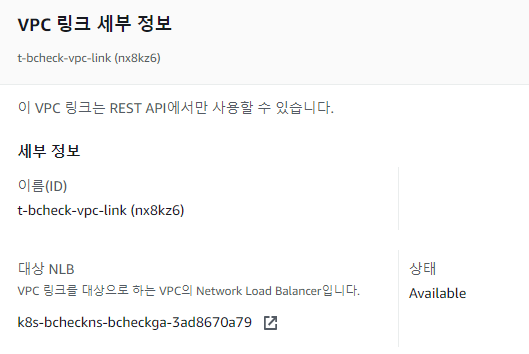 VPC 링크 세부 정보
t-bcheck-vpc-link (nx8kz6)
이 VPC 링크는 REST API에서만 사용할 수 있습니다.
세부 정보
이름(ID)
t-bcheck-vpc-link (nx8kz6)
대상 NLB
VPC 링크를 대상으로 하는 VPC의 Network Load Balancer입니다.
k8s-bcheckns-bcheckga-3ad8670a79
상태
Available